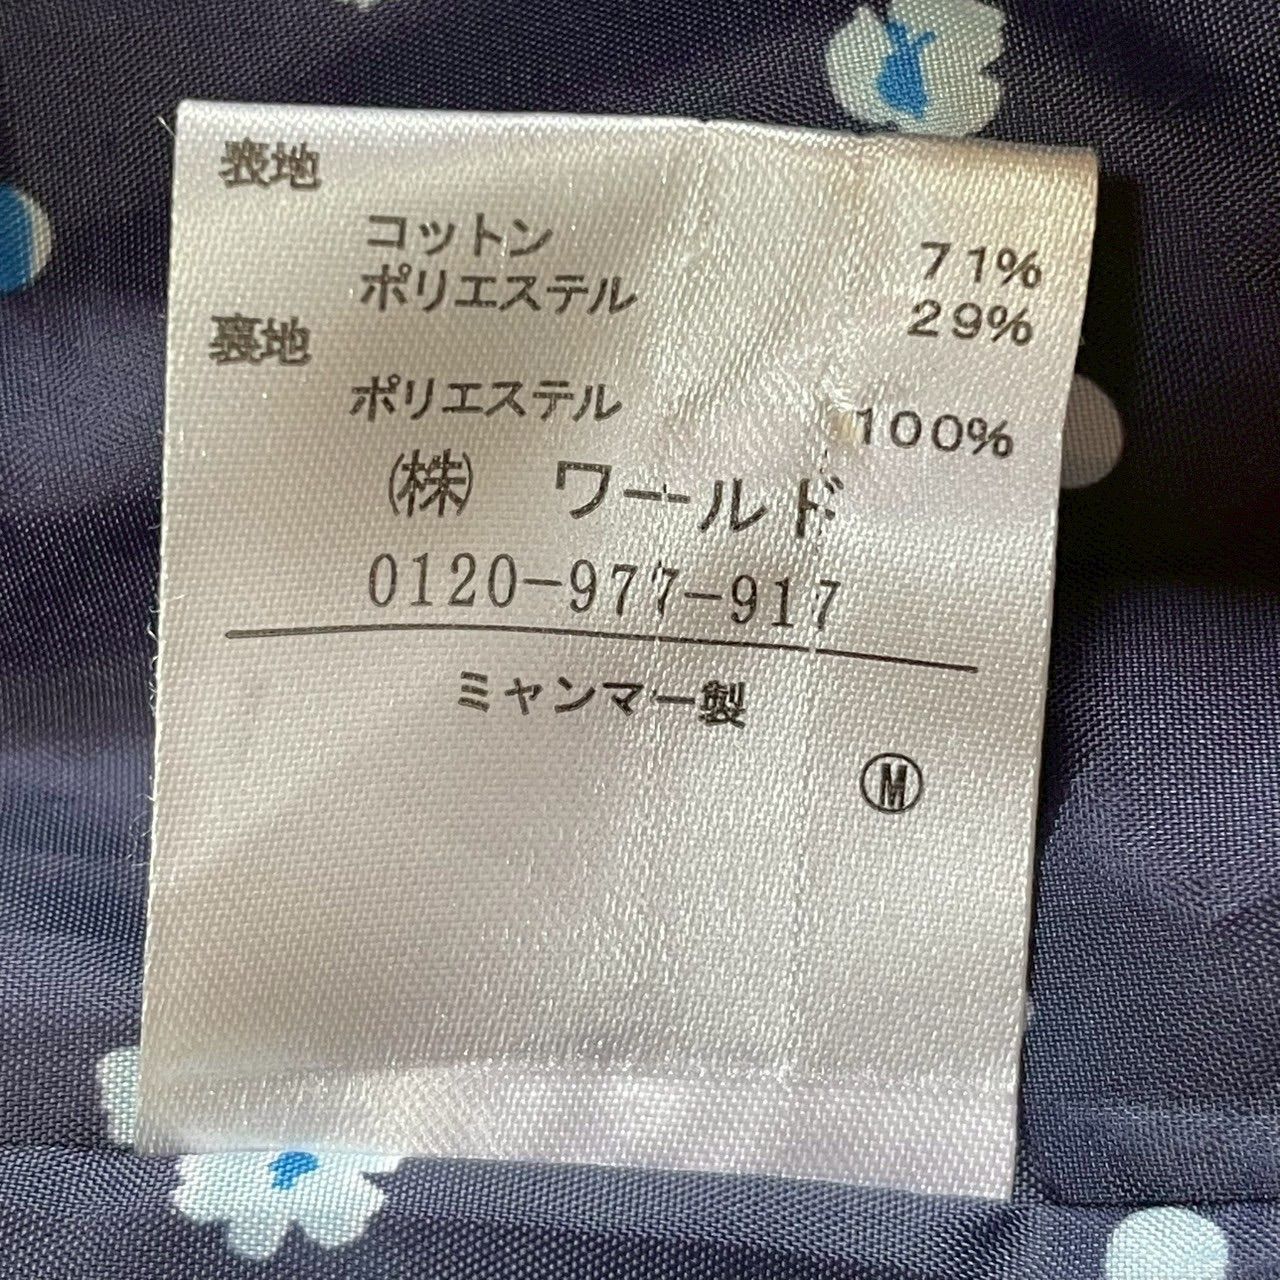 表地
コットン 71%
ポリエステル 29%
裏地
ポリエステル 100%
㈱ ワールド
0120-977-917
ミャンマー製
Ⓜ